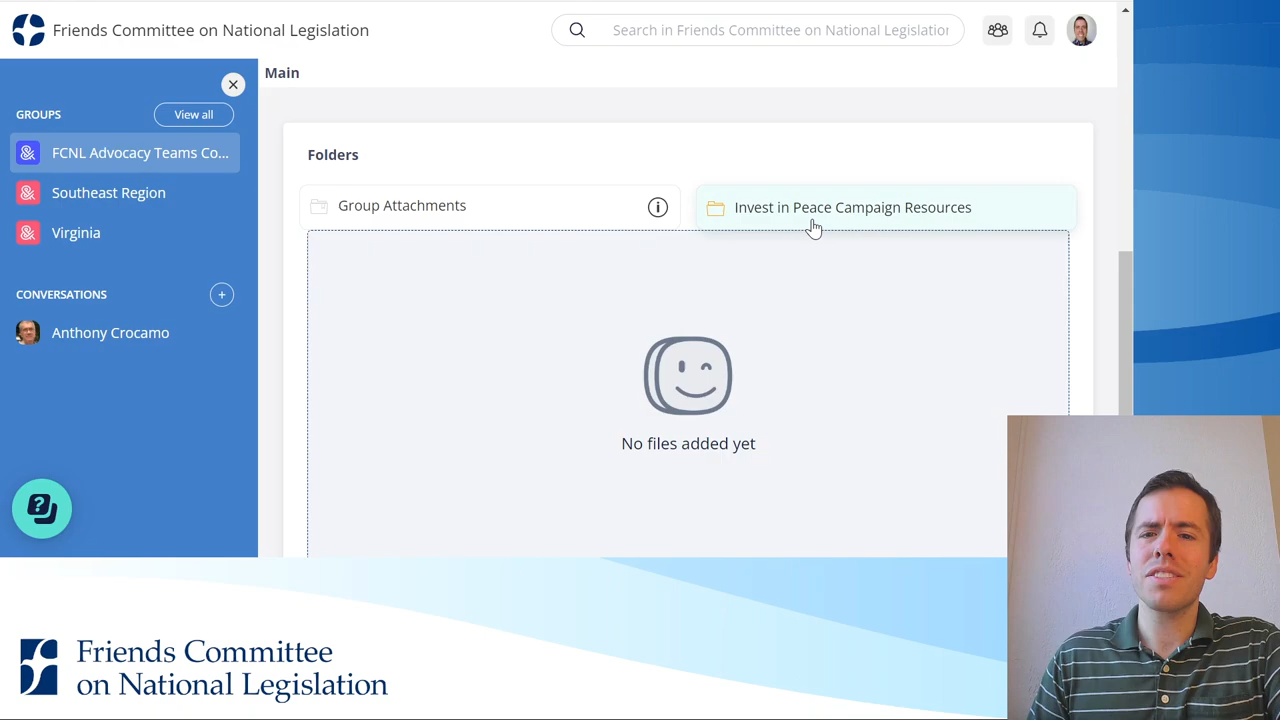 Friends Committee on National Legislation
Search in Friends Committee on National Legislation
Main
GROUPS
View all
FCNL Advocacy Teams Co...
Southeast Region
Virginia
CONVERSATIONS
Anthony Crocamo
Folders
Group Attachments
Invest in Peace Campaign Resources
No files added yet
Friends Committee
on National Legislation